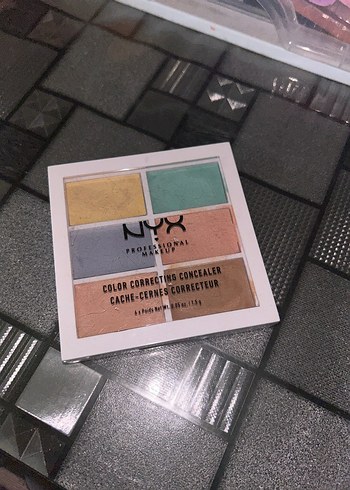 NYX
PROFESSIONAL
MAKEUP
COLOR CORRECTING CONCEALER
CACHE-CERNES CORRECTEUR